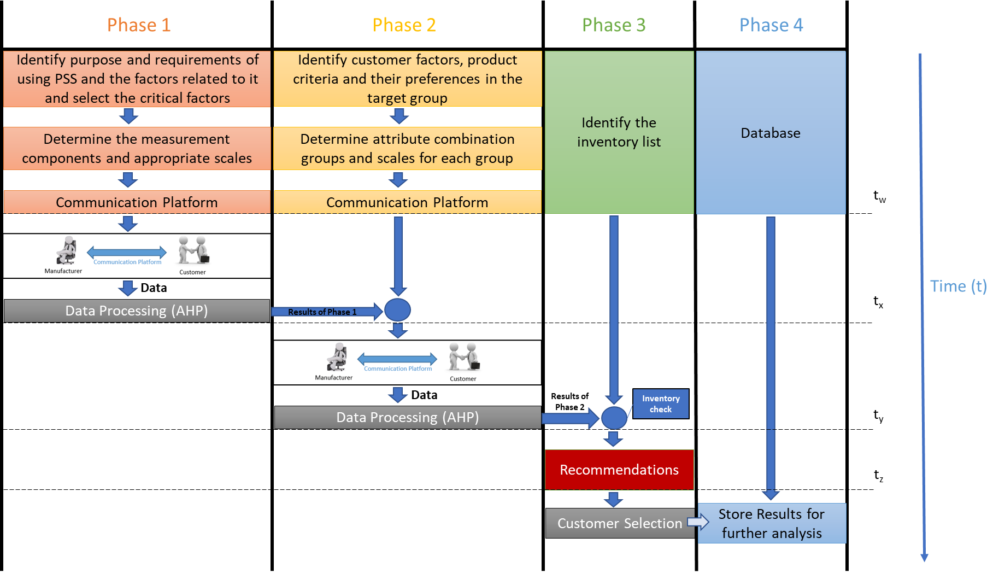 Phase 1
Phase 2
Phase 3
Phase 4
Identify purpose and requirements of
using PSS and the factors related to it
and select the critical factors
Identify customer factors, product
criteria and their preferences in the
target group
Identify the
inventory list
Database
Determine the measurement
components and appropriate scales
Determine attribute combination
groups and scales for each group
Communication Platform
Communication Platform
tw
Manufacturer
Communication Platform
Customer
Data
Data Processing (AHP)
Results of Phase 1
tx
Time (t)
Manufacturer
Communication Platform
Customer
Data
Data Processing (AHP)
Results of
Phase 2
Inventory
check
ty
Recommendations
tz
Customer Selection
Store Results for
further analysis